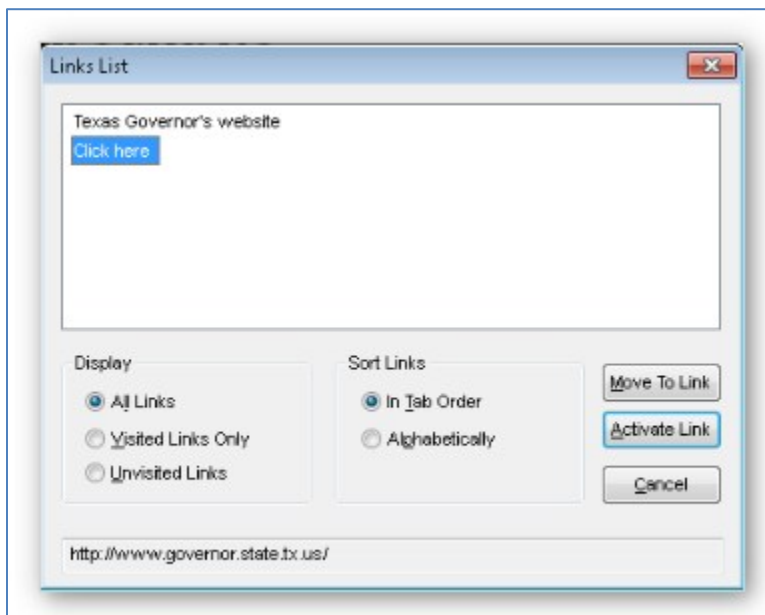 Links List
Texas Governor's website
Click here
Display
All Links
Visited Links Only
Unvisited Links
Sort Links
In Tab Order
Alphabetically
Move To Link
Activate Link
Cancel
http://www.governor.state.tx.us/